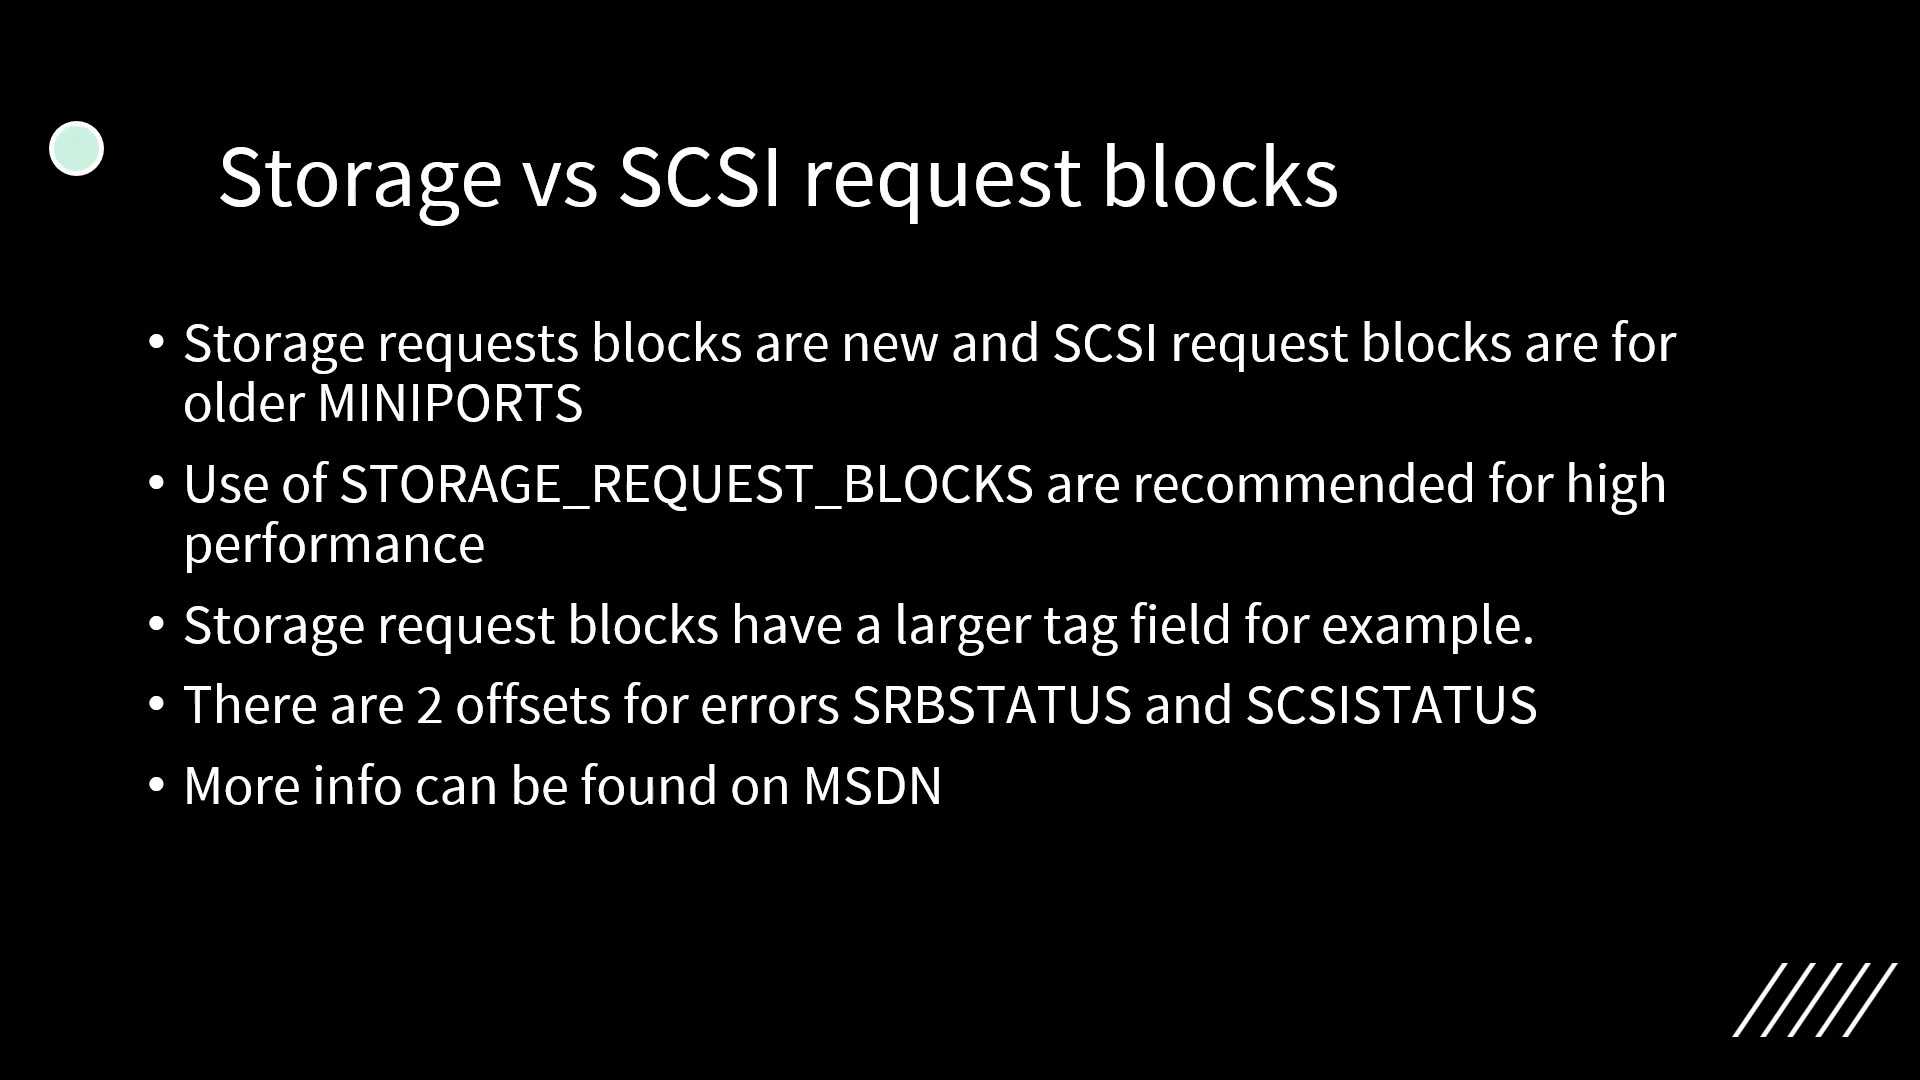 Storage vs SCSI request blocks
• Storage requests blocks are new and SCSI request blocks are for
older MINIPORTS
• Use of STORAGE_REQUEST_BLOCKS are recommended for high
performance
• Storage request blocks have a larger tag field for example.
• There are 2 offsets for errors SRBSTATUS and SCSISTATUS
• More info can be found on MSDN